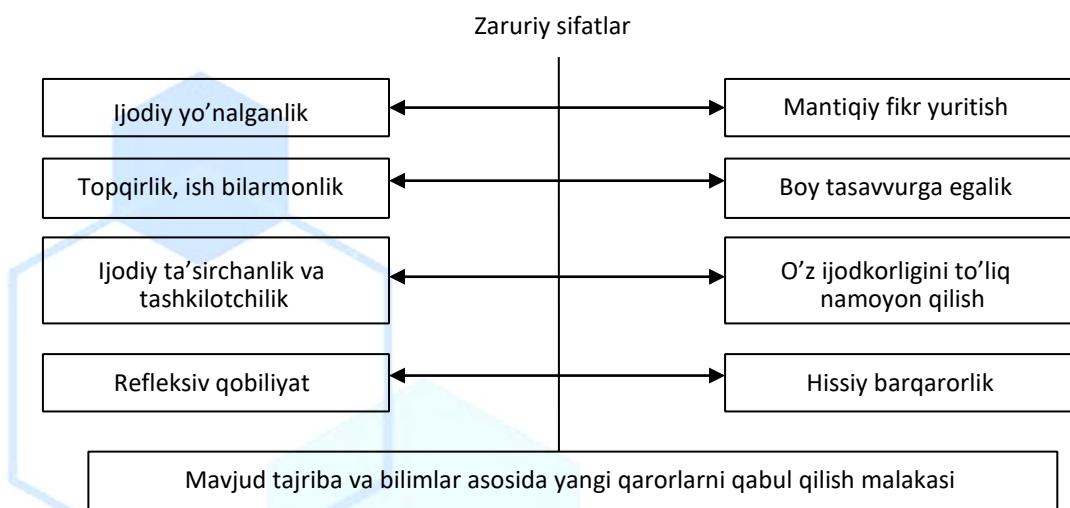 Zaruriy sifatlar
Ijodiy yo’nalganlik
Mantiqiy fikr yuritish
Topqirlik, ish bilarmonlik
Boy tasavvurga egalik
Ijodiy ta’sirchanlik va
tashkilotchilik
O’z ijodkorligini to’liq
namoyon qilish
Refleksiv qobiliyat
Hissiy barqarorlik
Mavjud tajriba va bilimlar asosida yangi qarorlarni qabul qilish malakasi